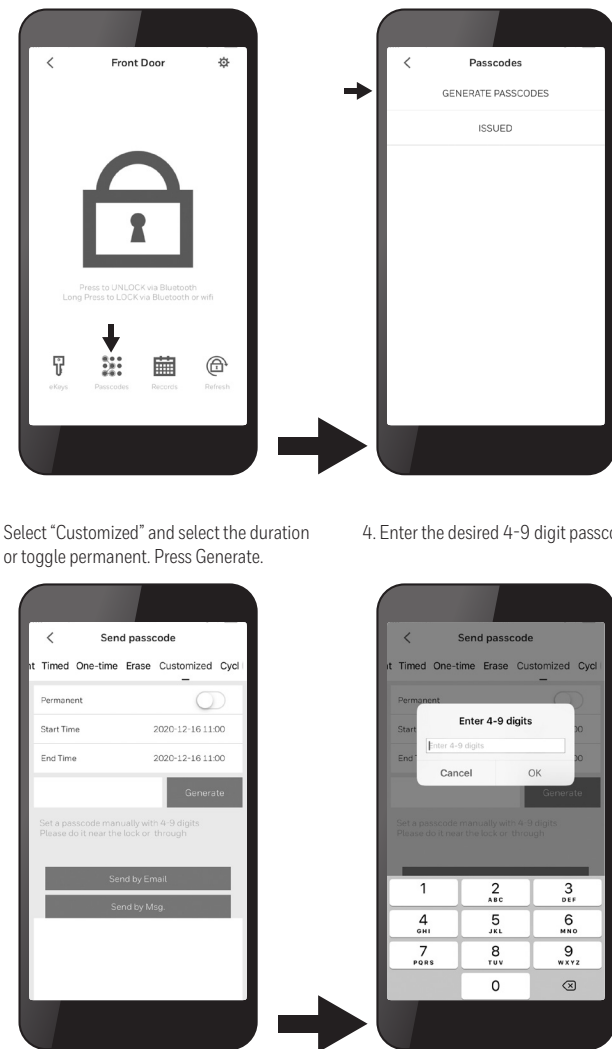 Front Door
Press to UNLOCK via Bluetooth
Long Press to LOCK via Bluetooth or wifi
eKeys Passcodes Records Refresh
Passcodes
GENERATE PASSCODES
ISSUED
Select “Customized” and select the duration
or toggle permanent. Press Generate.
4. Enter the desired 4-9 digit passco
Send passcode
nt Timed One-time Erase Customized Cycl
Permanent
Start Time 2020-12-16 11:00
End Time 2020-12-16 11:00
Generate
Set a passcode manually with 4-9 digits
Please do it near the lock or through
Send by Email
Send by Msg.
Send passcode
t Timed One-time Erase Customized Cycl
Permanent
Start 00
Enter 4-9 digits
Enter 4-9 digits
End 00
Cancel OK
Generate
Set a passcode manually with 4-9 digits
Please do it near the lock or through
1 2 ABC 3 DEF
4 GHI 5 JKL 6 MNO
7 PQRS 8 TUV 9 WXYZ
0